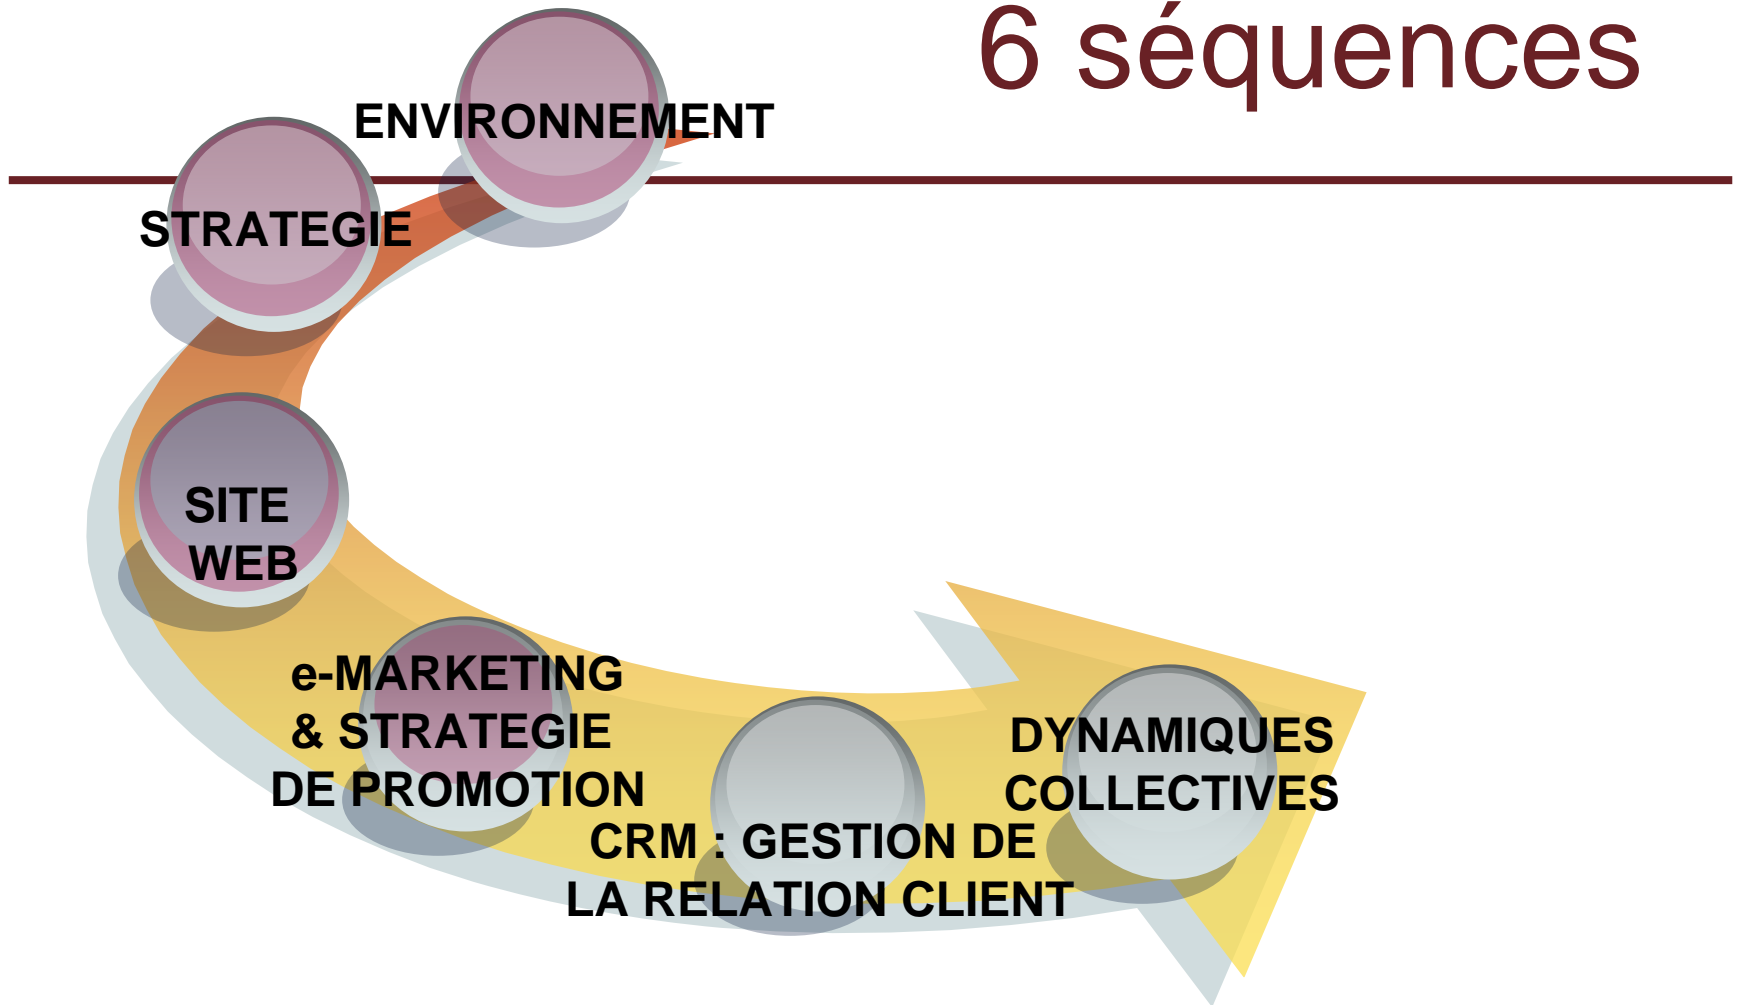 6 séquences
ENVIRONNEMENT
STRATEGIE
SITE
WEB
e-MARKETING
& STRATEGIE
DE PROMOTION
CRM : GESTION DE
LA RELATION CLIENT
DYNAMIQUES
COLLECTIVES